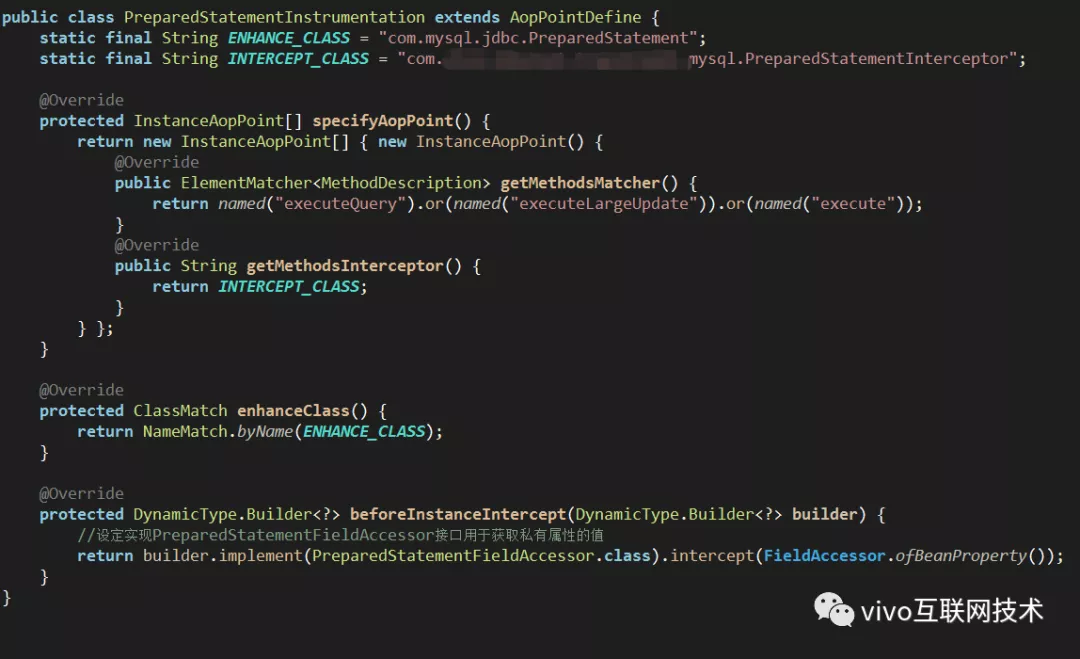 public class PreparedStatementInstrumentation extends AopPointDefine {
    static final String ENHANCE_CLASS = "com.mysql.jdbc.PreparedStatement";
    static final String INTERCEPT_CLASS = "com. mysql.PreparedStatementInterceptor";
    @Override
    protected InstanceAopPoint[] specifyAopPoint() {
        return new InstanceAopPoint[] { new InstanceAopPoint() {
            @Override
            public ElementMatcher<MethodDescription> getMethodsMatcher() {
                return named("executeQuery").or(named("executeLargeUpdate")).or(named("execute"));
            }
            @Override
            public String getMethodsInterceptor() {
                return INTERCEPT_CLASS;
            }
        } };
    }
    @Override
    protected ClassMatch enhanceClass() {
        return NameMatch.byName(ENHANCE_CLASS);
    }
    @Override
    protected DynamicType.Builder<?> beforeInstanceIntercept(DynamicType.Builder<?> builder) {
        //设定实现PreparedStatementFieldAccessor接口用于获取私有属性的值
        return builder.implement(PreparedStatementFieldAccessor.class).intercept(FieldAccessor.ofBeanProperty());
    }
}
vivo互联网技术